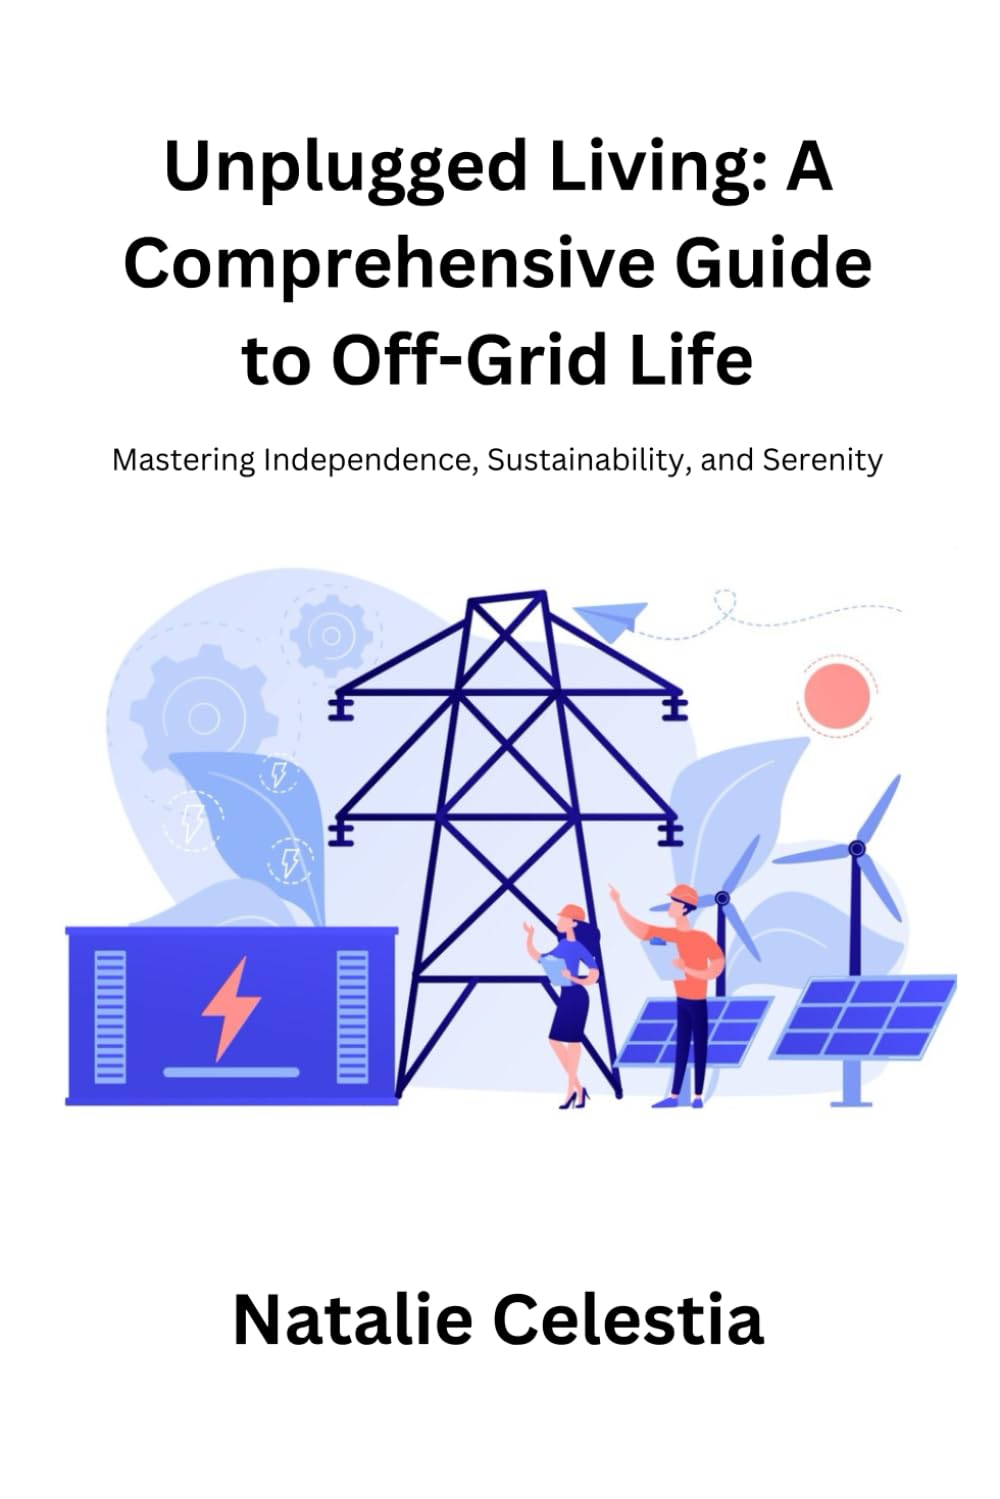 Unplugged Living: A
Comprehensive Guide
to Off-Grid Life
Mastering Independence, Sustainability, and Serenity
Natalie Celestia